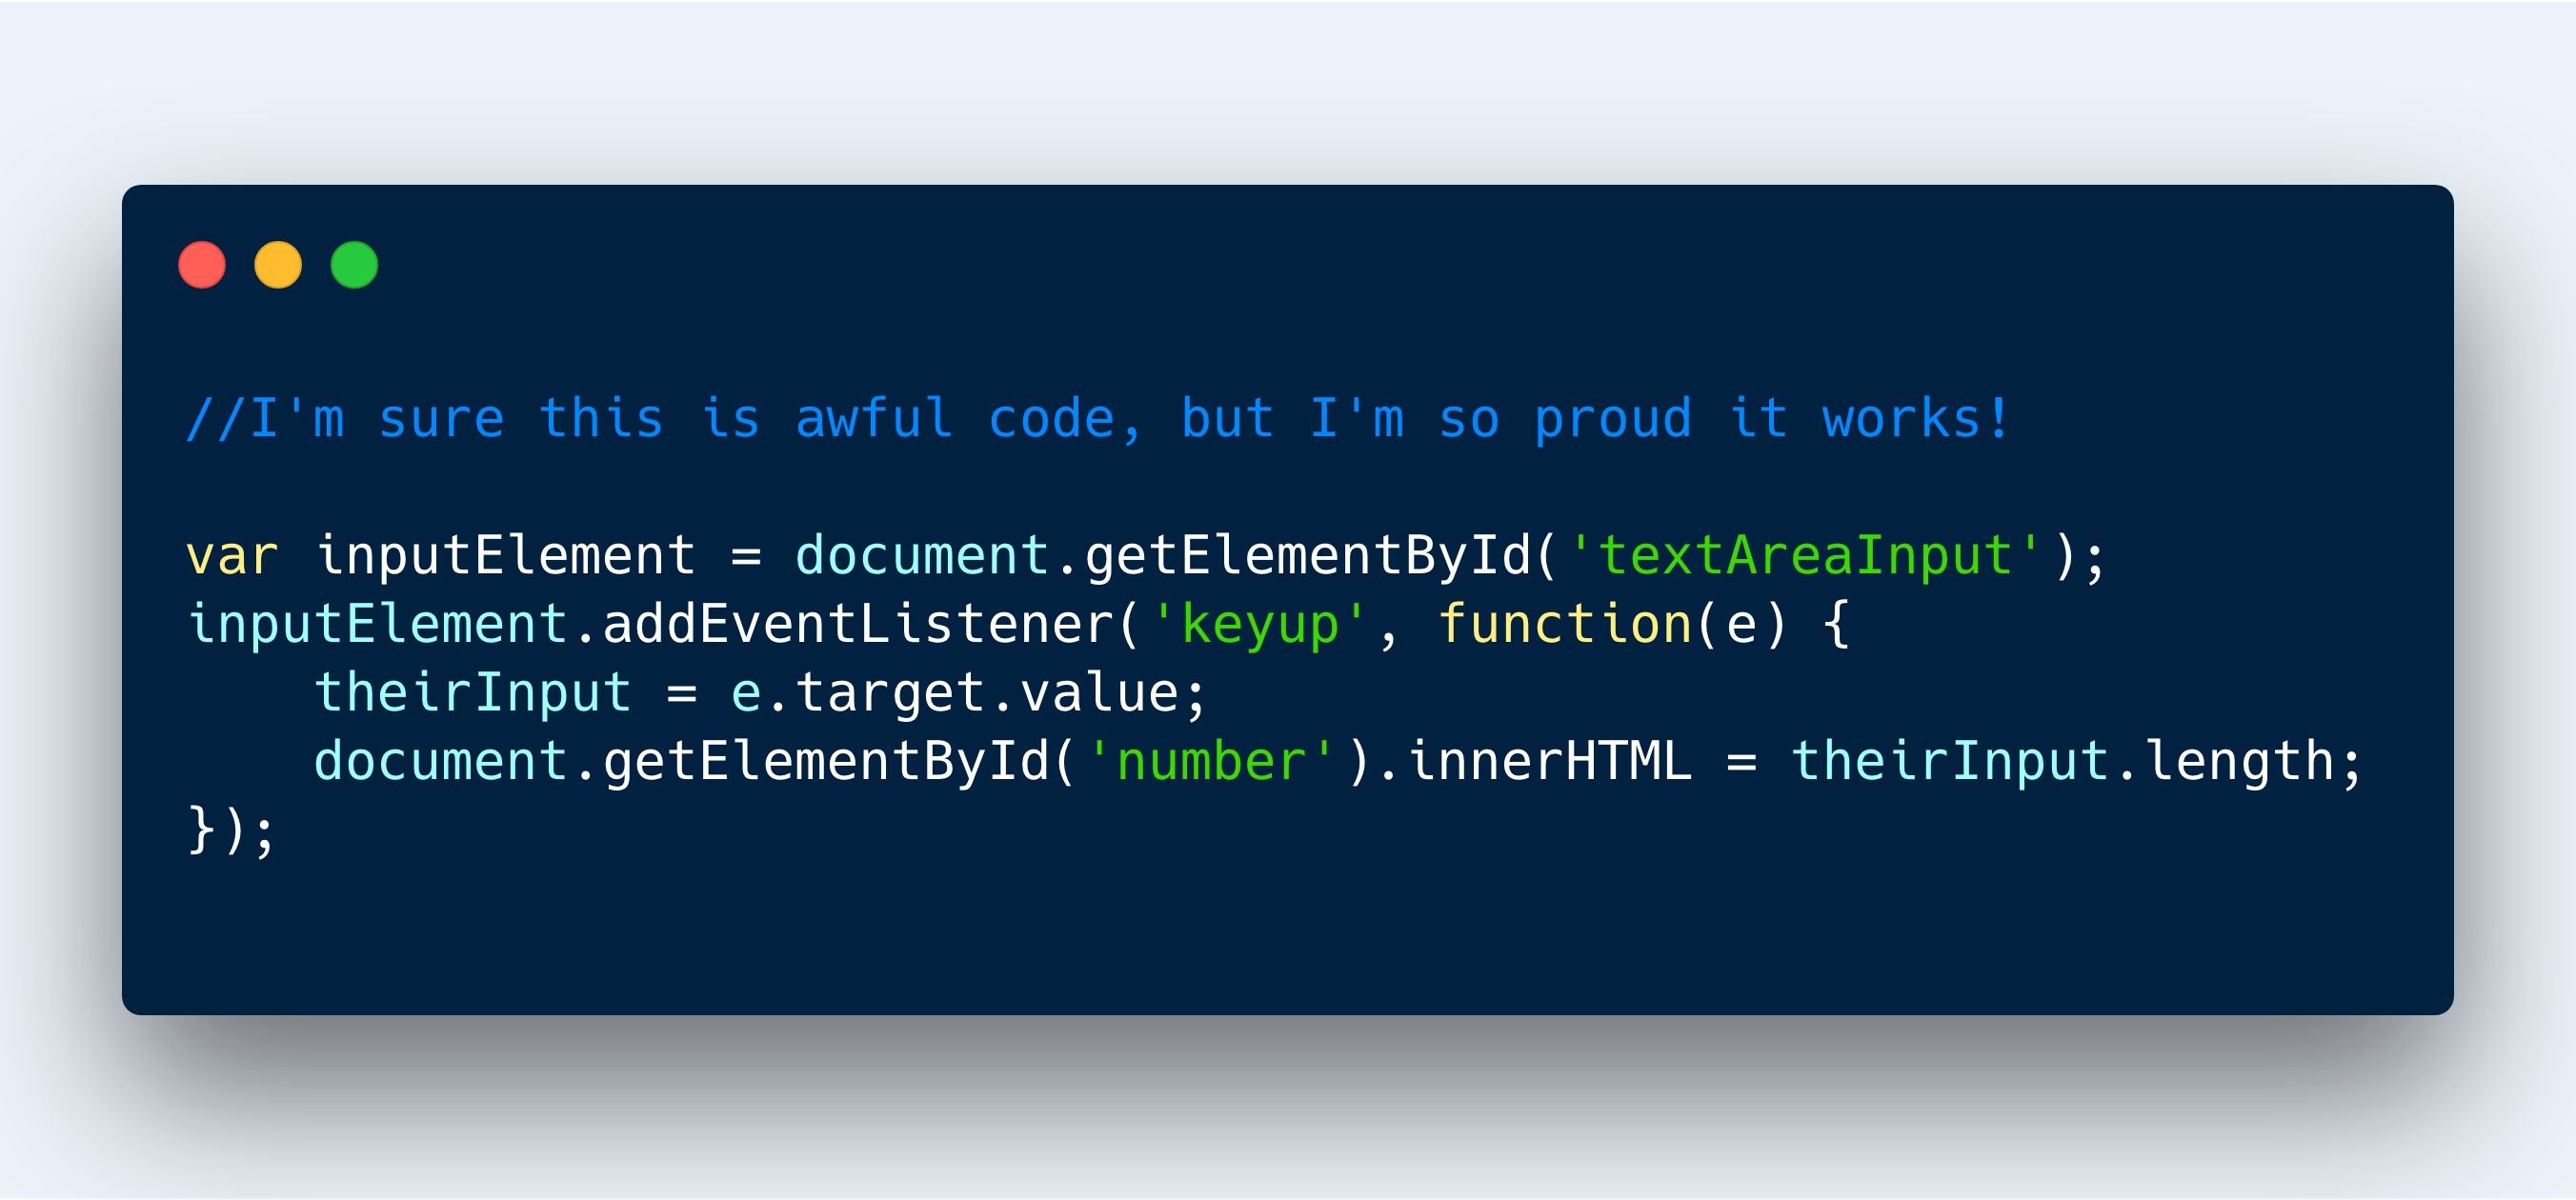 //I'm sure this is awful code, but I'm so proud it works!
var inputElement = document.getElementById('textAreaInput');
inputElement.addEventListener('keyup', function(e) {
    theirInput = e.target.value;
    document.getElementById('number').innerHTML = theirInput.length;
});